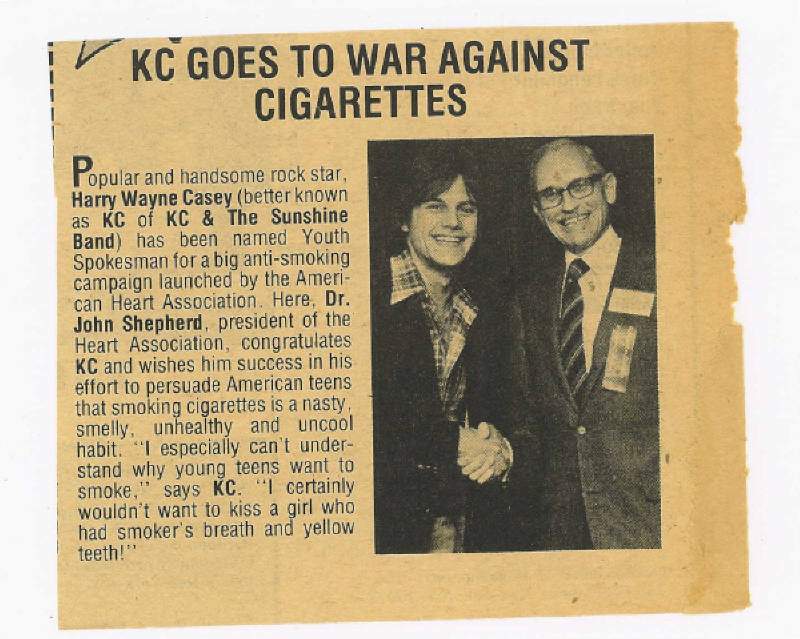 KC GOES TO WAR AGAINST
CIGARETTES
Popular and handsome rock star,
Harry Wayne Casey (better known
as KC of KC & The Sunshine
Band) has been named Youth
Spokesman for a big anti-smoking
campaign launched by the Ameri-
can Heart Association. Here, Dr.
John Shepherd, president of the
Heart Association, congratulates
KC and wishes him success in his
effort to persuade American teens
that smoking cigarettes is a nasty,
smelly, unhealthy and uncool
habit. "I especially can't under-
stand why young teens want to
smoke," says KC. "I certainly
wouldn't want to kiss a girl who
had smoker's breath and yellow
teeth!"